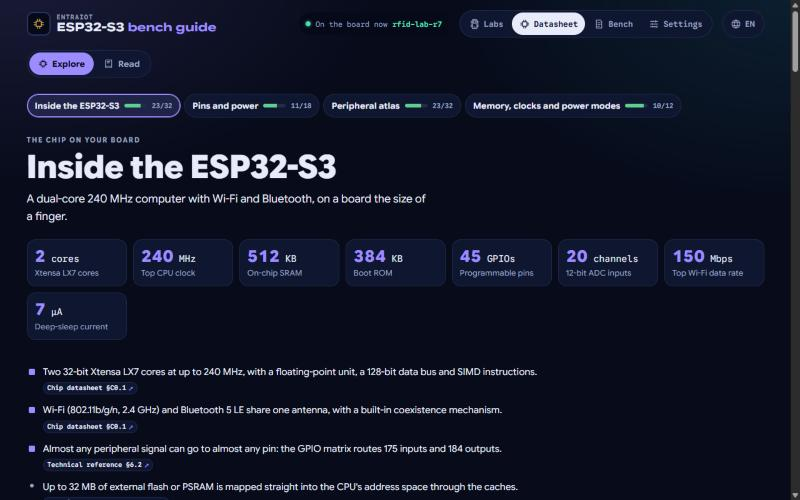 ENTRAIOT
ESP32-S3 bench guide
On the board now rfid-lab-r7
Labs
Datasheet
Bench
Settings
EN
Explore
Read
Inside the ESP32-S3 23/32
Pins and power 11/18
Peripheral atlas 23/32
Memory, clocks and power modes 10/12
THE CHIP ON YOUR BOARD
Inside the ESP32-S3
A dual-core 240 MHz computer with Wi-Fi and Bluetooth, on a board the size of
a finger.
2 cores
Xtensa LX7 cores
240 MHz
Top CPU clock
512 KB
On-chip SRAM
384 KB
Boot ROM
45 GPIOs
Programmable pins
20 channels
12-bit ADC inputs
150 Mbps
Top Wi-Fi data rate
7 µA
Deep-sleep current
Two 32-bit Xtensa LX7 cores at up to 240 MHz, with a floating-point unit, a 128-bit data bus and SIMD instructions.
Chip datasheet §C0.1 ↗
Wi-Fi (802.11b/g/n, 2.4 GHz) and Bluetooth 5 LE share one antenna, with a built-in coexistence mechanism.
Chip datasheet §C0.1 ↗
Almost any peripheral signal can go to almost any pin: the GPIO matrix routes 175 inputs and 184 outputs.
Technical reference §6.2 ↗
Up to 32 MB of external flash or PSRAM is mapped straight into the CPU's address space through the caches.